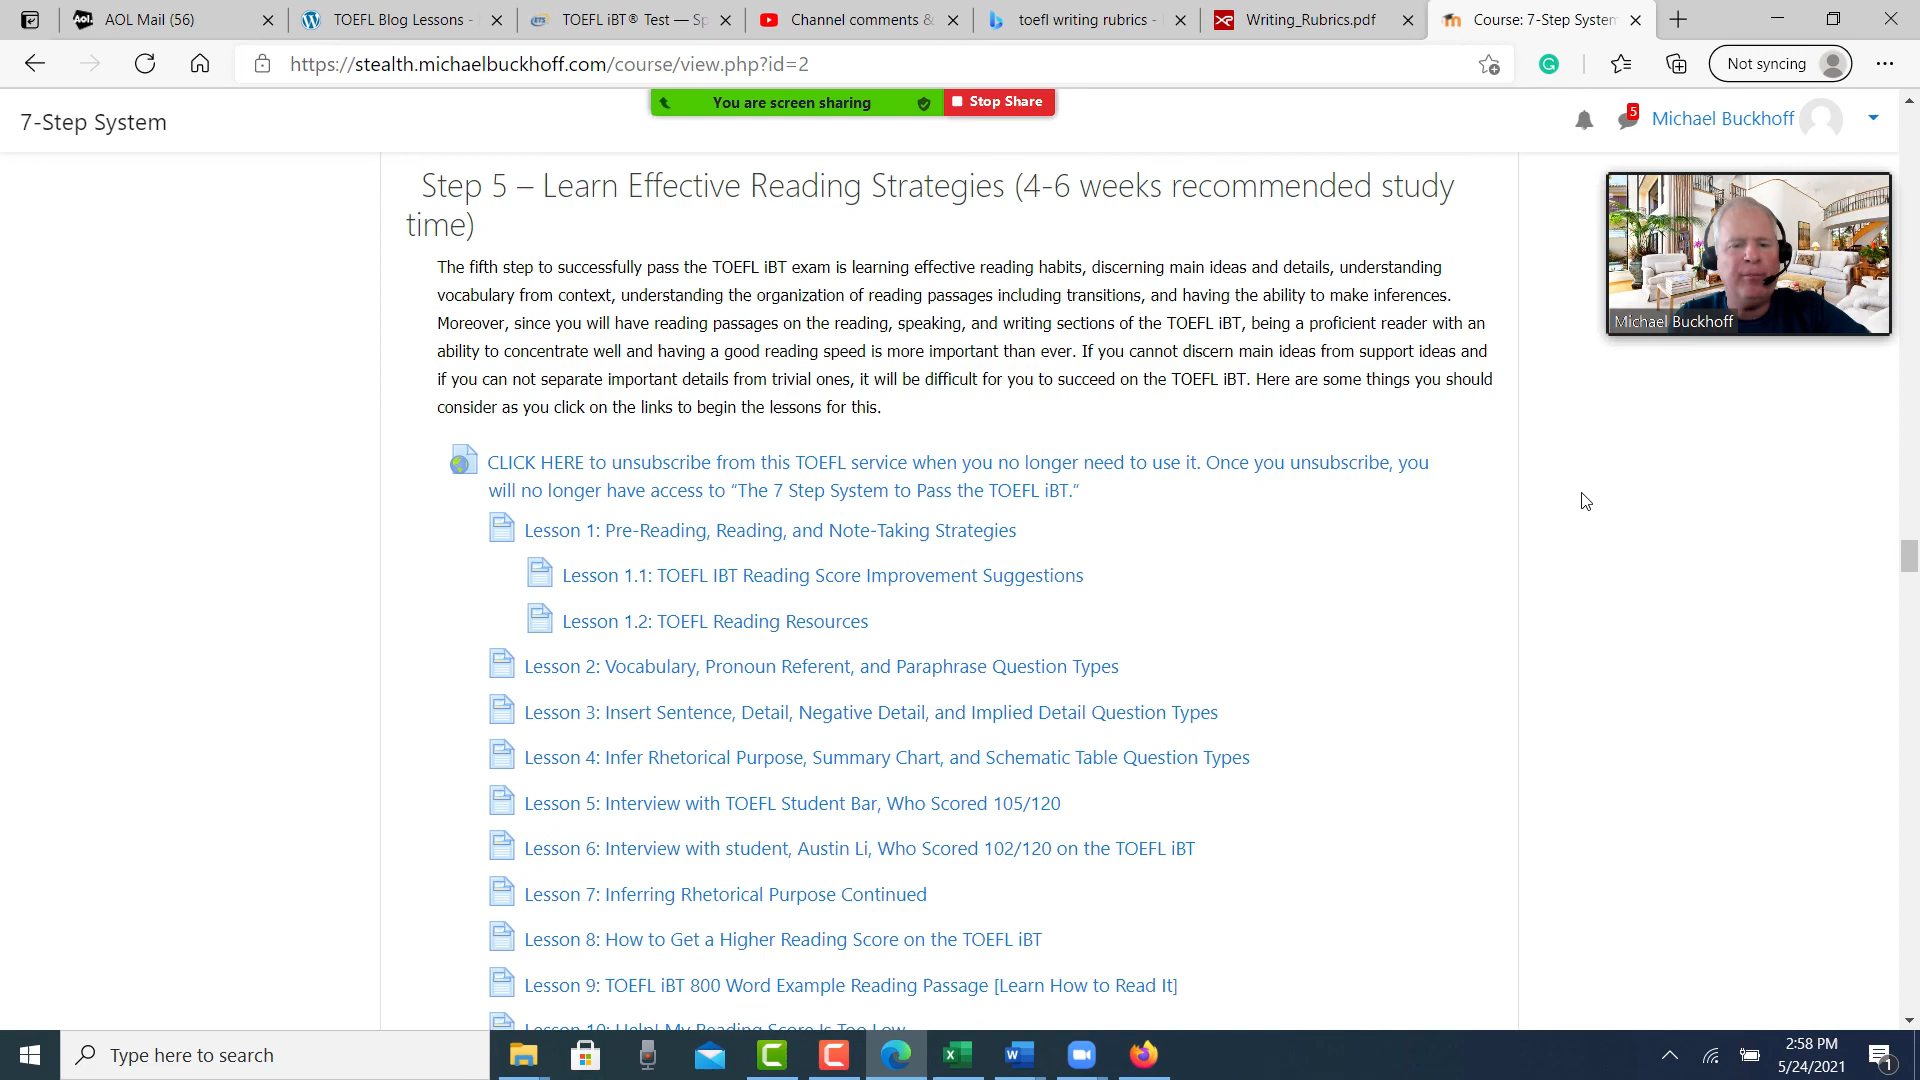 AOL Mail (56)
TOEFL Blog Lessons -
TOEFL iBT® Test — Sp
Channel comments &
toefl writing rubrics -
Writing_Rubrics.pdf
Course: 7-Step System
https://stealth.michaelbuckhoff.com/course/view.php?id=2
Not syncing
You are screen sharing
Stop Share
7-Step System
5
Michael Buckhoff
Step 5 – Learn Effective Reading Strategies (4-6 weeks recommended study
time)
Michael Buckhoff
The fifth step to successfully pass the TOEFL iBT exam is learning effective reading habits, discerning main ideas and details, understanding
vocabulary from context, understanding the organization of reading passages including transitions, and having the ability to make inferences.
Moreover, since you will have reading passages on the reading, speaking, and writing sections of the TOEFL iBT, being a proficient reader with an
ability to concentrate well and having a good reading speed is more important than ever. If you cannot discern main ideas from support ideas and
if you can not separate important details from trivial ones, it will be difficult for you to succeed on the TOEFL iBT. Here are some things you should
consider as you click on the links to begin the lessons for this.
CLICK HERE to unsubscribe from this TOEFL service when you no longer need to use it. Once you unsubscribe, you
will no longer have access to “The 7 Step System to Pass the TOEFL iBT.”
Lesson 1: Pre-Reading, Reading, and Note-Taking Strategies
Lesson 1.1: TOEFL IBT Reading Score Improvement Suggestions
Lesson 1.2: TOEFL Reading Resources
Lesson 2: Vocabulary, Pronoun Referent, and Paraphrase Question Types
Lesson 3: Insert Sentence, Detail, Negative Detail, and Implied Detail Question Types
Lesson 4: Infer Rhetorical Purpose, Summary Chart, and Schematic Table Question Types
Lesson 5: Interview with TOEFL Student Bar, Who Scored 105/120
Lesson 6: Interview with student, Austin Li, Who Scored 102/120 on the TOEFL iBT
Lesson 7: Inferring Rhetorical Purpose Continued
Lesson 8: How to Get a Higher Reading Score on the TOEFL iBT
Lesson 9: TOEFL iBT 800 Word Example Reading Passage [Learn How to Read It]
Lesson 10: Help! My Reading Score Is Too Low
Type here to search
2:58 PM
5/24/2021
1